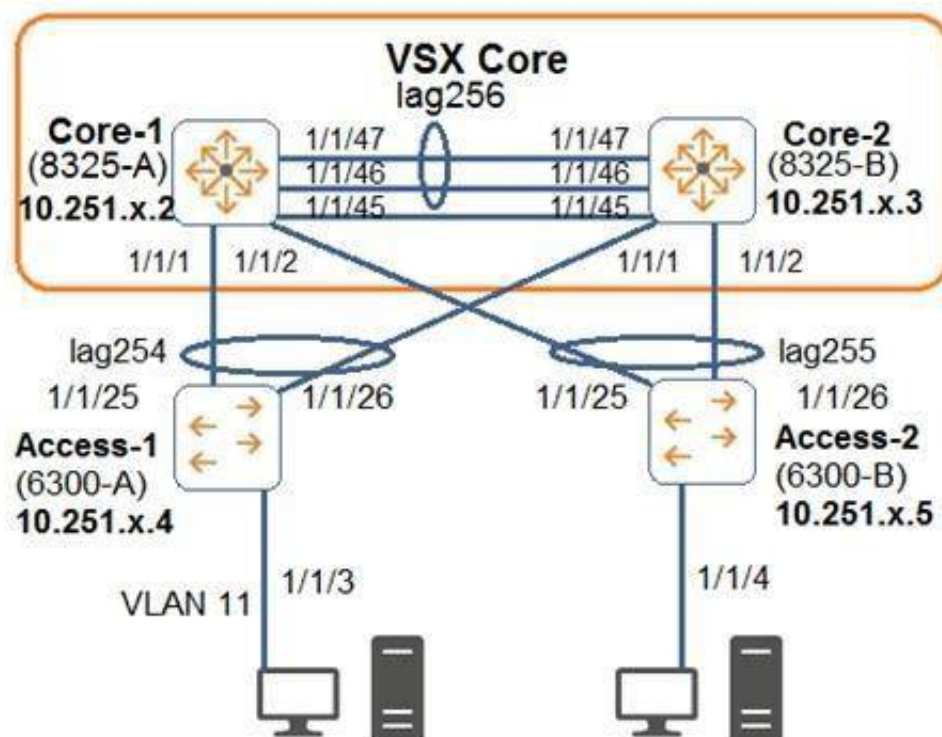 VSX Core
lag256
Core-1
(8325-A)
10.251.x.2
1/1/47
1/1/46
1/1/45
1/1/47
1/1/46
1/1/45
Core-2
(8325-B)
10.251.x.3
1/1/1
1/1/2
1/1/1
1/1/2
lag254
lag255
1/1/25
1/1/26
1/1/25
1/1/26
Access-1
(6300-A)
10.251.x.4
Access-2
(6300-B)
10.251.x.5
VLAN 11
1/1/3
1/1/4